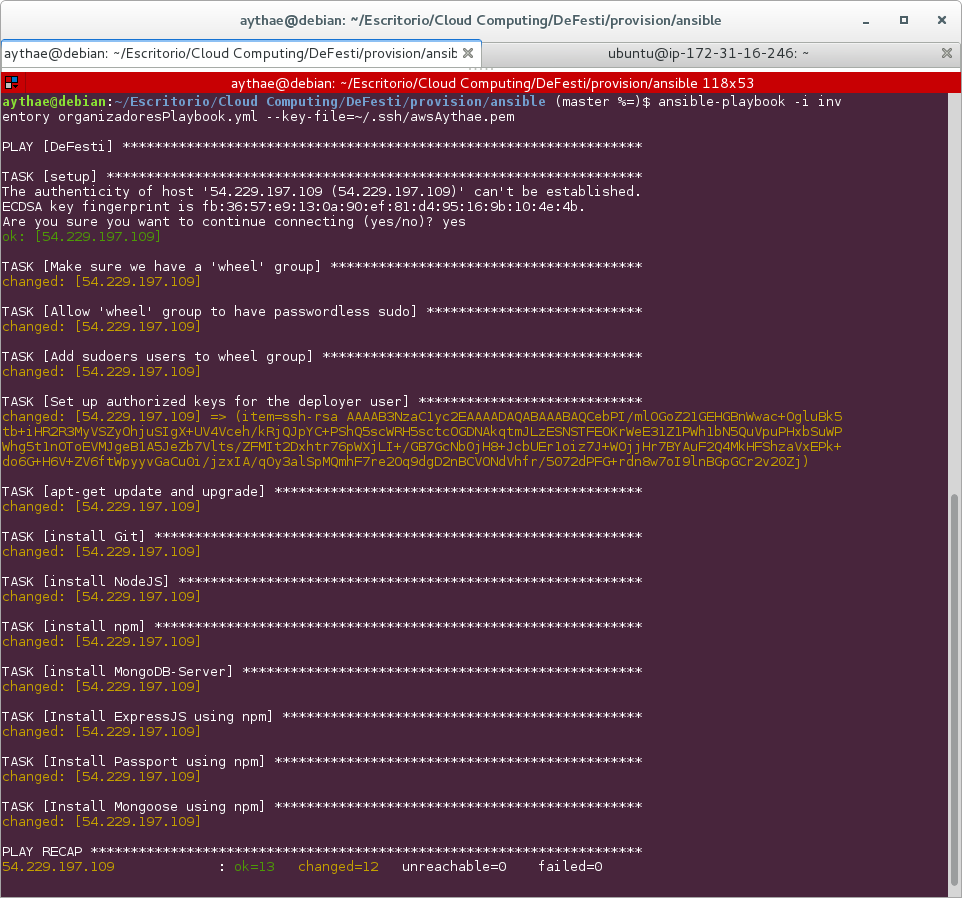 aythae@debian: ~/Escritorio/Cloud Computing/DeFesti/provision/ansible
aythae@debian: ~/Escritorio/Cloud Computing/DeFesti/provision/ansib
ubuntu@ip-172-31-16-246: ~
aythae@debian: ~/Escritorio/Cloud Computing/DeFesti/provision/ansible 118x53
aythae@debian:~/Escritorio/Cloud Computing/DeFesti/provision/ansible (master %=)$ ansible-playbook -i inv
entory organizadoresPlaybook.yml --key-file=~/.ssh/awsAythae.pem
PLAY [DeFesti] *****************************************************************
TASK [setup] *******************************************************************
The authenticity of host '54.229.197.109 (54.229.197.109)' can't be established.
ECDSA key fingerprint is fb:36:57:e9:13:0a:90:ef:81:d4:95:16:9b:10:4e:4b.
Are you sure you want to continue connecting (yes/no)? yes
ok: [54.229.197.109]
TASK [Make sure we have a 'wheel' group] ***************************************
changed: [54.229.197.109]
TASK [Allow 'wheel' group to have passwordless sudo] ***************************
changed: [54.229.197.109]
TASK [Add sudoers users to wheel group] ****************************************
changed: [54.229.197.109]
TASK [Set up authorized keys for the deployer user] ****************************
changed: [54.229.197.109] => (item=ssh-rsa AAAAB3NzaC1yc2EAAAADAQABAAABAQCebPI/mlOGoZ21GEHGBnWwac+OgluBk5
tb+iHR2R3MyVSZyOhjuSIgX+UV4Vceh/kRjQJpYC+PShQ5scWRH5sctcOGDNAkqtmJLzESNSTFEOKrWeE31Z1PWh1bN5QuVpuPHxbSuWP
Whg5t1nOToEVMJgeB1A5JeZb7Vlts/ZFMIt2Dxhtr76pWXjLI+/GB7GcNbOjH8+JcbUEr1oiz7J+WOjjHr7BYAuF2Q4MkHFShzaVxEPk+
do6G+H6V+ZV6ftWpyyvGaCuOi/jzxIA/qOy3alSpMQmhF7re2Oq9dgD2nBCVONdVhfr/5O72dPFG+rdn8w7oI9lnBGpGCr2v2OZj)
TASK [apt-get update and upgrade] **********************************************
changed: [54.229.197.109]
TASK [install Git] *************************************************************
changed: [54.229.197.109]
TASK [install NodeJS] **********************************************************
changed: [54.229.197.109]
TASK [install npm] *************************************************************
changed: [54.229.197.109]
TASK [install MongoDB-Server] **************************************************
changed: [54.229.197.109]
TASK [Install ExpressJS using npm] *********************************************
changed: [54.229.197.109]
TASK [Install Passport using npm] **********************************************
changed: [54.229.197.109]
TASK [Install Mongoose using npm] **********************************************
changed: [54.229.197.109]
PLAY RECAP *********************************************************************
54.229.197.109             : ok=13   changed=12   unreachable=0    failed=0